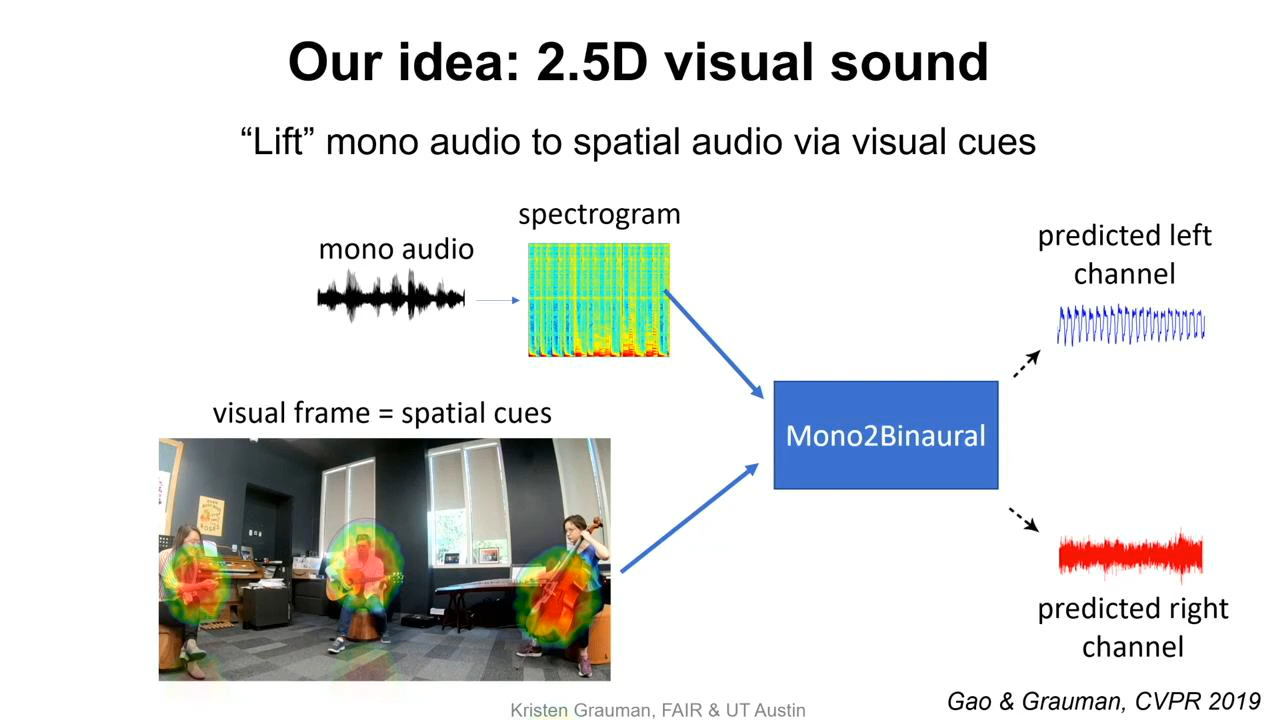 Our idea: 2.5D visual sound
“Lift” mono audio to spatial audio via visual cues
spectrogram
mono audio
predicted left
channel
visual frame = spatial cues
Mono2Binaural
predicted right
channel
Gao & Grauman, CVPR 2019
Kristen Grauman, FAIR & UT Austin